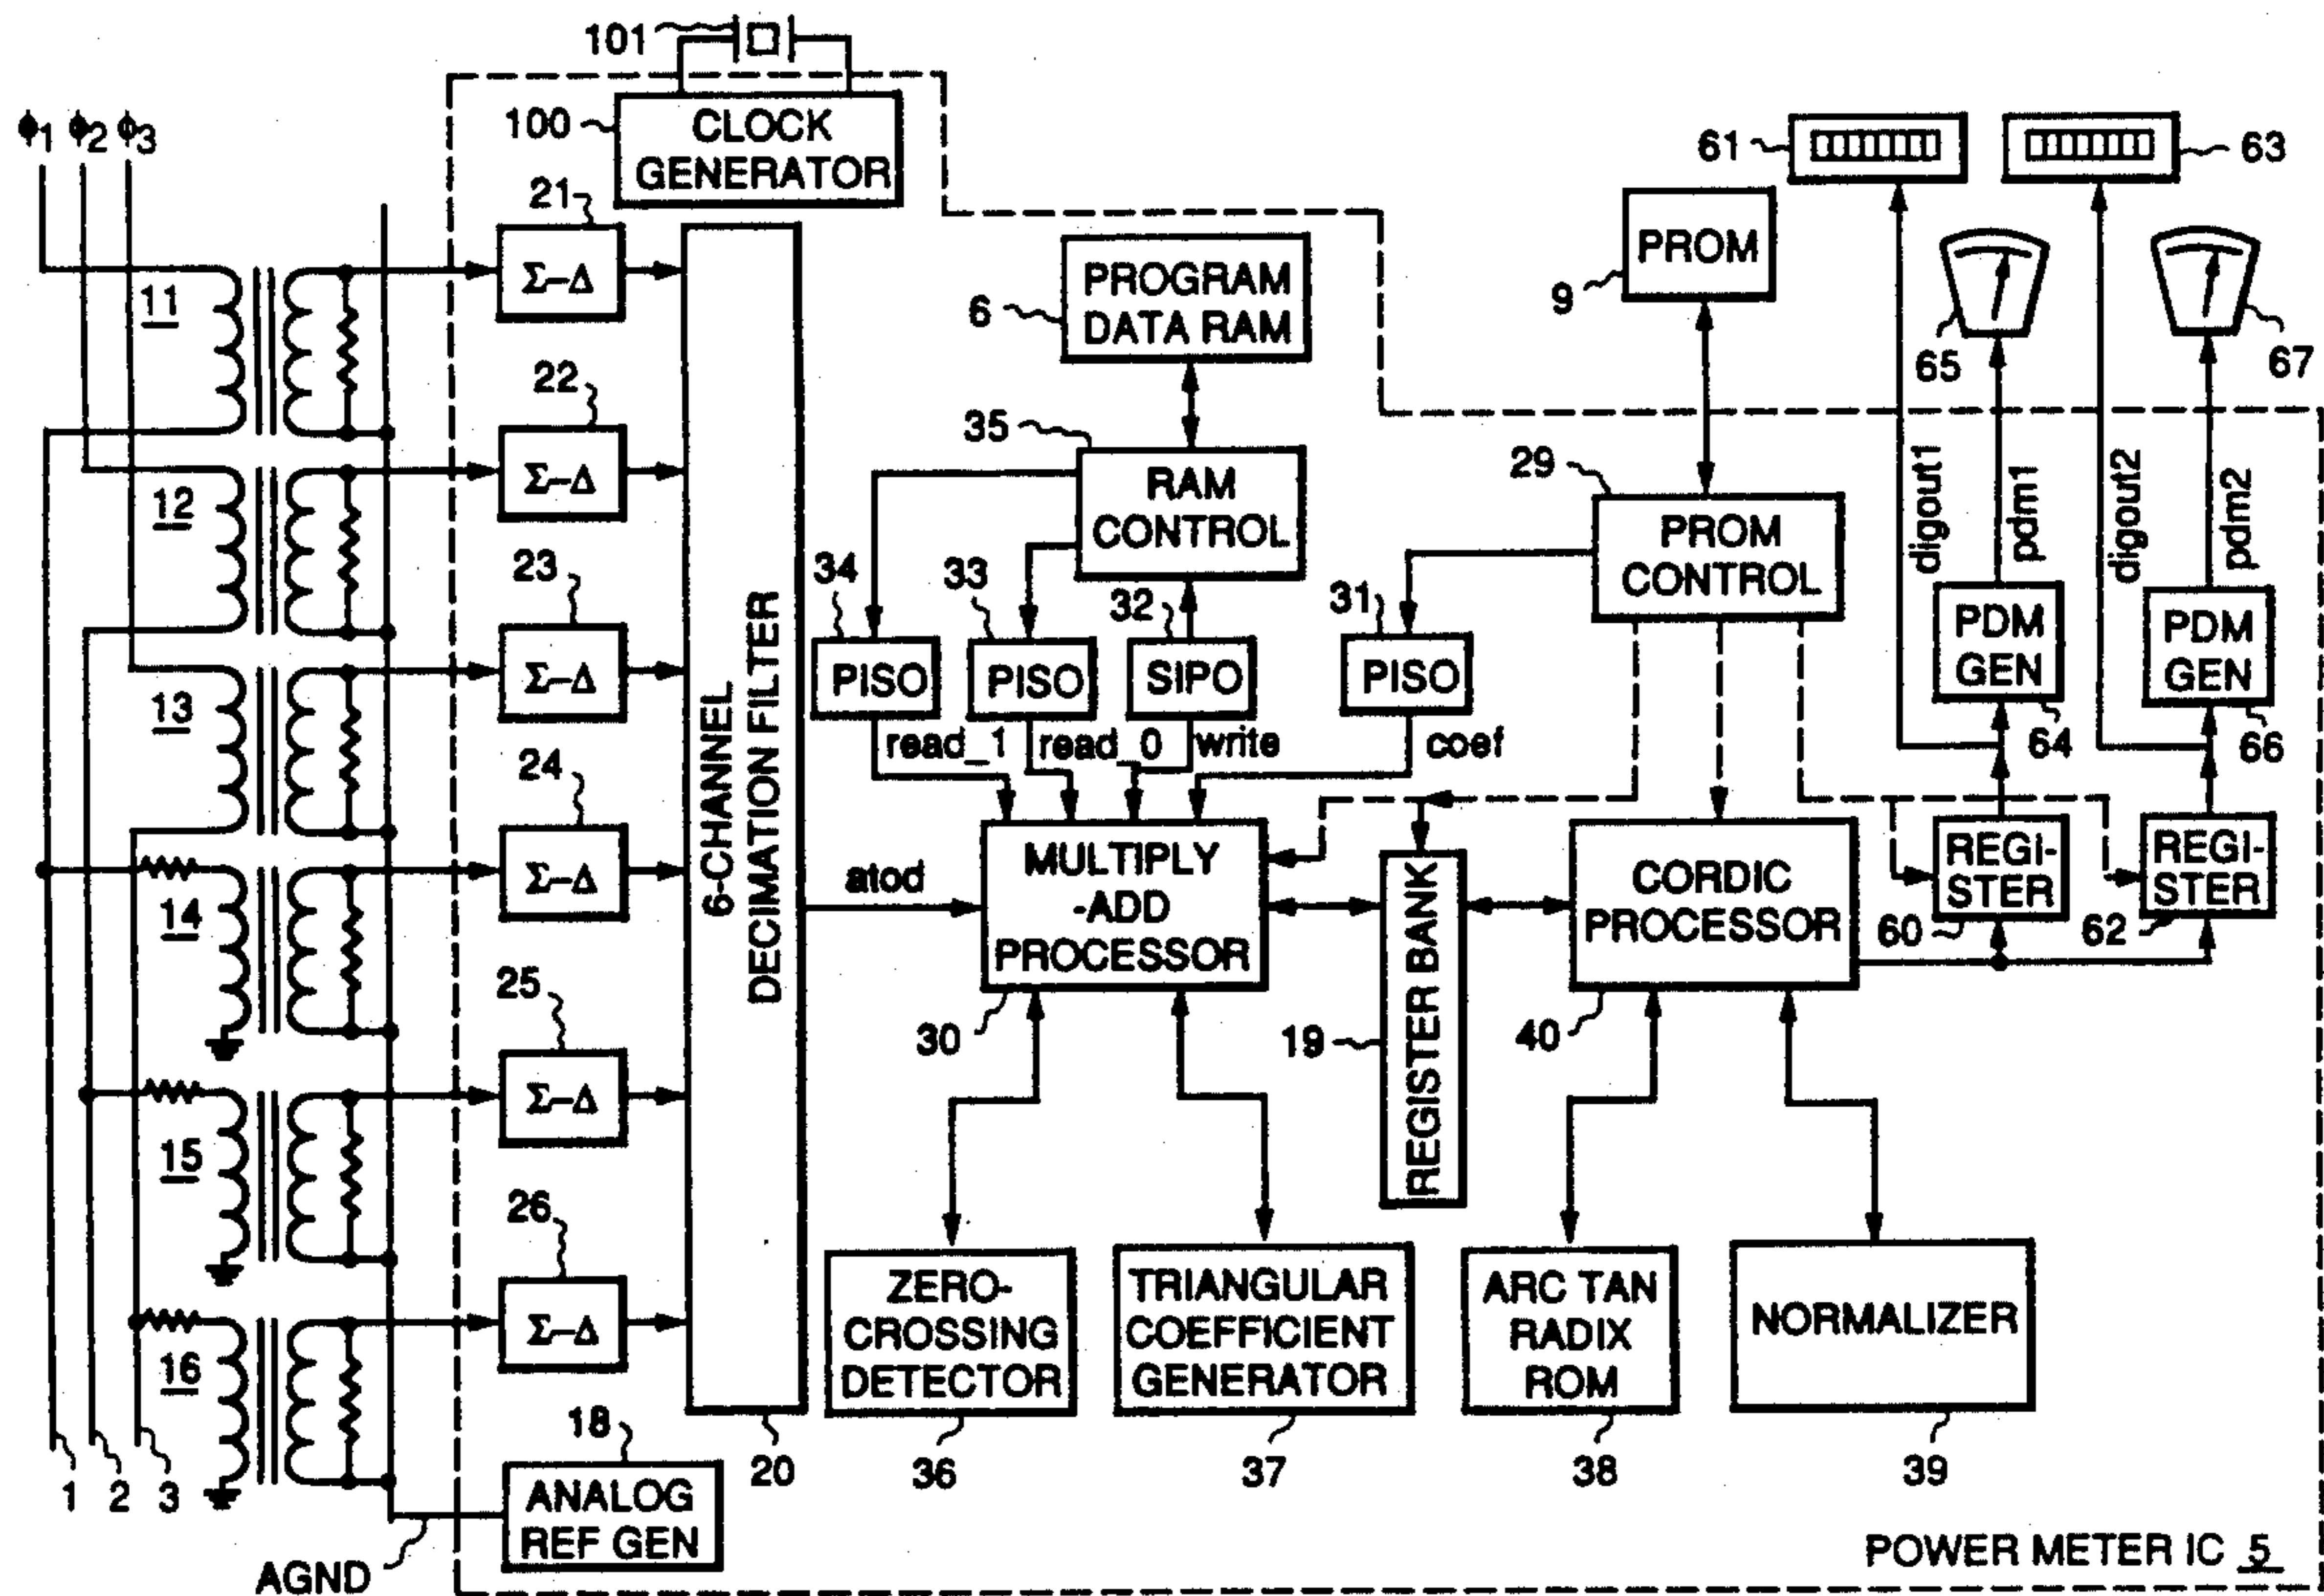 101
100
CLOCK
GENERATOR
ϕ1 ϕ2 ϕ3
61
63
21
Σ–Δ
PROM
9
PROGRAM
DATA RAM
6
65
67
11
22
Σ–Δ
35
RAM
CONTROL
29
PROM
CONTROL
digout1
pdm1
digout2
pdm2
12
23
Σ–Δ
34
PISO
33
PISO
32
SIPO
31
PISO
PDM
GEN
64
PDM
GEN
66
13
6-CHANNEL
DECIMATION FILTER
20
read_1
read_0
write
coef
24
Σ–Δ
14
atod
MULTIPLY
-ADD
PROCESSOR
30
REGISTER BANK
19
CORDIC
PROCESSOR
40
REGI-
STER
60
REGI-
STER
62
25
Σ–Δ
15
26
Σ–Δ
16
ZERO-
CROSSING
DETECTOR
36
TRIANGULAR
COEFFICIENT
GENERATOR
37
ARC TAN
RADIX
ROM
38
NORMALIZER
39
1 2 3
18
ANALOG
REF GEN
AGND
POWER METER IC 5